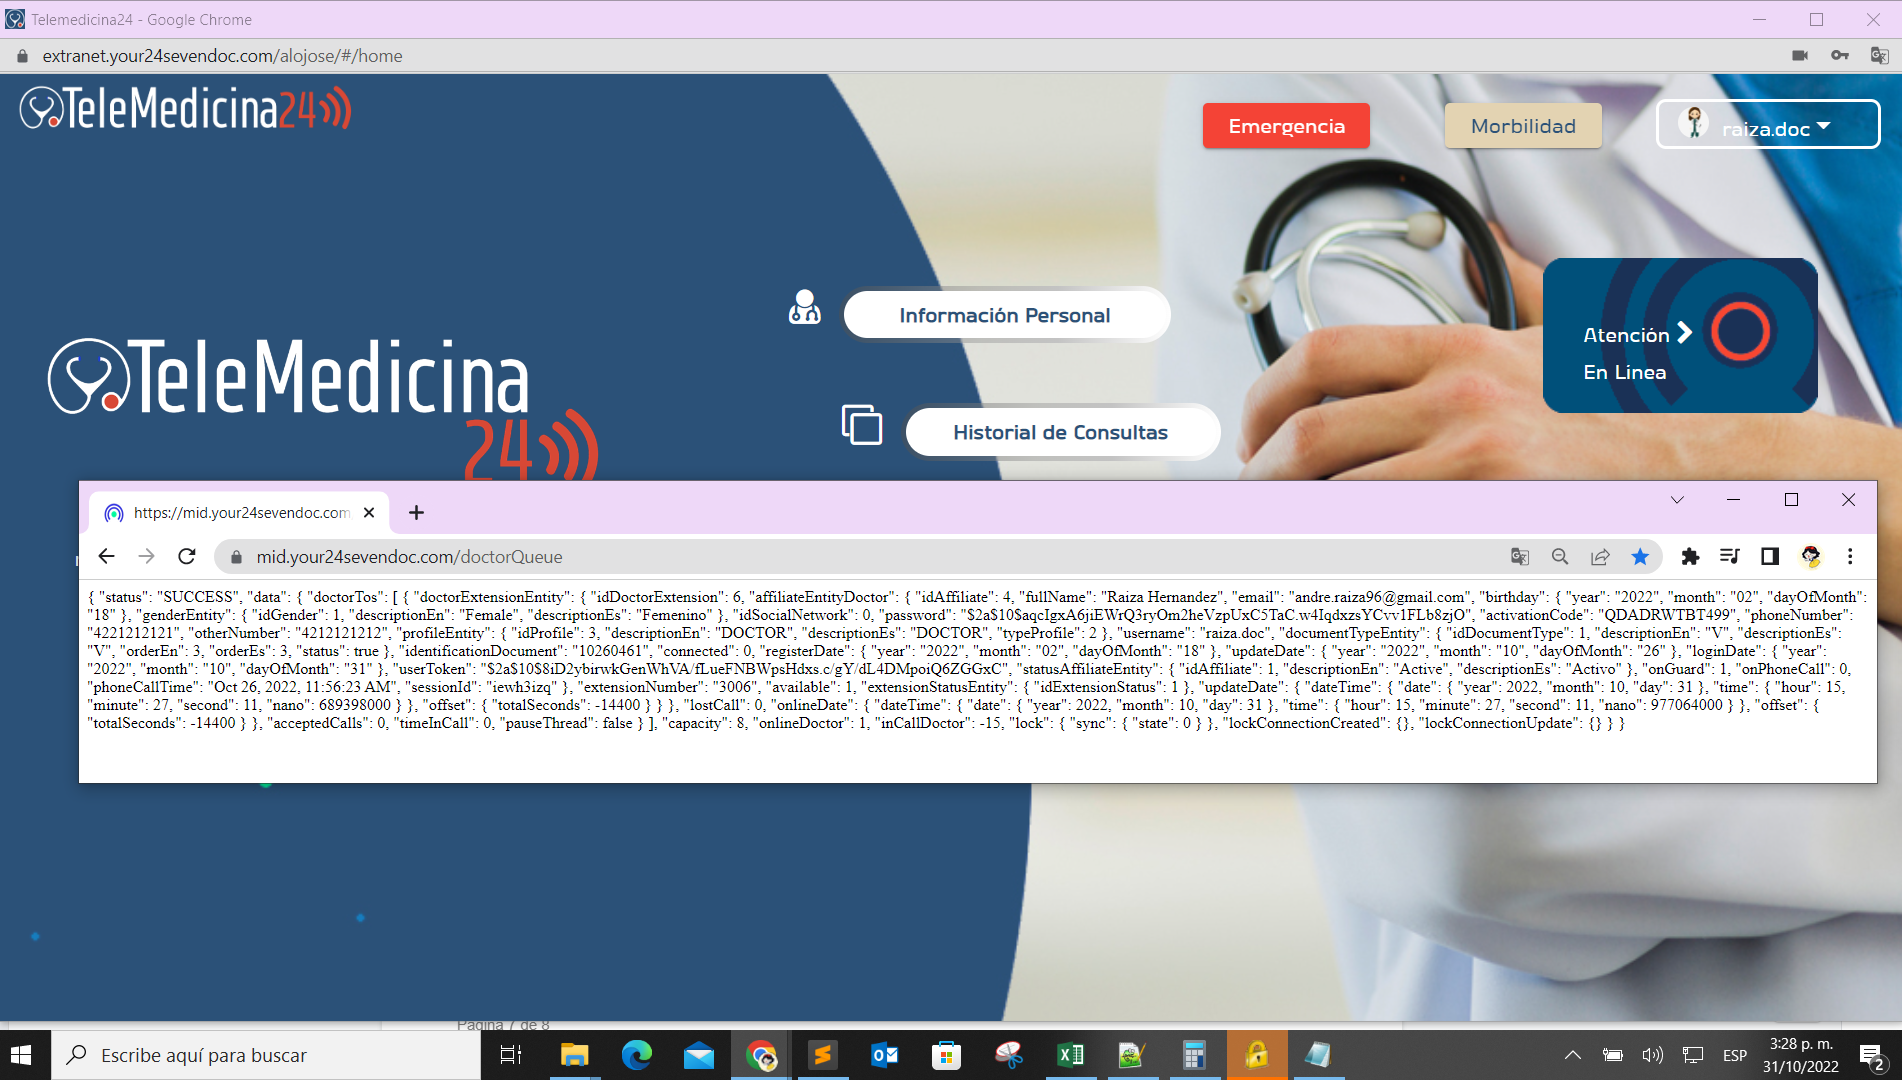 Telemedicina24 - Google Chrome
extranet.your24sevendoc.com/alojose/#/home
TeleMedicina24
Emergencia
Morbilidad
raiza.doc
Información Personal
Atención
En Linea
TeleMedicina
24
Historial de Consultas
https://mid.your24sevendoc.com
mid.your24sevendoc.com/doctorQueue
{ "status": "SUCCESS", "data": { "doctorTos": [ { "doctorExtensionEntity": { "idDoctorExtension": 6, "affiliateEntityDoctor": { "idAffiliate": 4, "fullName": "Raiza Hernandez", "email": "andre.raiza96@gmail.com", "birthday": { "year": "2022", "month": "02", "dayOfMonth":
"18" }, "genderEntity": { "idGender": 1, "descriptionEn": "Female", "descriptionEs": "Femenino" }, "idSocialNetwork": 0, "password": "$2a$10$aqcIgxA6jiEWrQ3ryOm2heVzpUxC5TaC.w4IqdxzsYCvv1FLb8zjO", "activationCode": "QDADRWTBT499", "phoneNumber":
"4221212121", "otherNumber": "4212121212", "profileEntity": { "idProfile": 3, "descriptionEn": "DOCTOR", "descriptionEs": "DOCTOR", "typeProfile": 2 }, "username": "raiza.doc", "documentTypeEntity": { "idDocumentType": 1, "descriptionEn": "V", "descriptionEs":
"V", "orderEn": 3, "orderEs": 3, "status": true }, "identificationDocument": "10260461", "connected": 0, "registerDate": { "year": "2022", "month": "02", "dayOfMonth": "18" }, "updateDate": { "year": "2022", "month": "10", "dayOfMonth": "26" }, "loginDate": { "year":
"2022", "month": "10", "dayOfMonth": "31" }, "userToken": "$2a$10$8iD2ybirwkGenWhVA/fLueFNBWpsHdxs.c/gY/dL4DMpoiQ6ZGGxC", "statusAffiliateEntity": { "idAffiliate": 1, "descriptionEn": "Active", "descriptionEs": "Activo" }, "onGuard": 1, "onPhoneCall": 0,
"phoneCallTime": "Oct 26, 2022, 11:56:23 AM", "sessionId": "iewh3izq" }, "extensionNumber": "3006", "available": 1, "extensionStatusEntity": { "idExtensionStatus": 1 }, "updateDate": { "dateTime": { "date": { "year": 2022, "month": 10, "day": 31 }, "time": { "hour": 15,
"minute": 27, "second": 11, "nano": 689398000 } }, "offset": { "totalSeconds": -14400 } } }, "lostCall": 0, "onlineDate": { "dateTime": { "date": { "year": 2022, "month": 10, "day": 31 }, "time": { "hour": 15, "minute": 27, "second": 11, "nano": 977064000 } }, "offset": {
"totalSeconds": -14400 } }, "acceptedCalls": 0, "timeInCall": 0, "pauseThread": false } ], "capacity": 8, "onlineDoctor": 1, "inCallDoctor": -15, "lock": { "sync": { "state": 0 } }, "lockConnectionCreated": {}, "lockConnectionUpdate": {} } }
Página 7 de 8
Escribe aquí para buscar
ESP
3:28 p. m.
31/10/2022
2